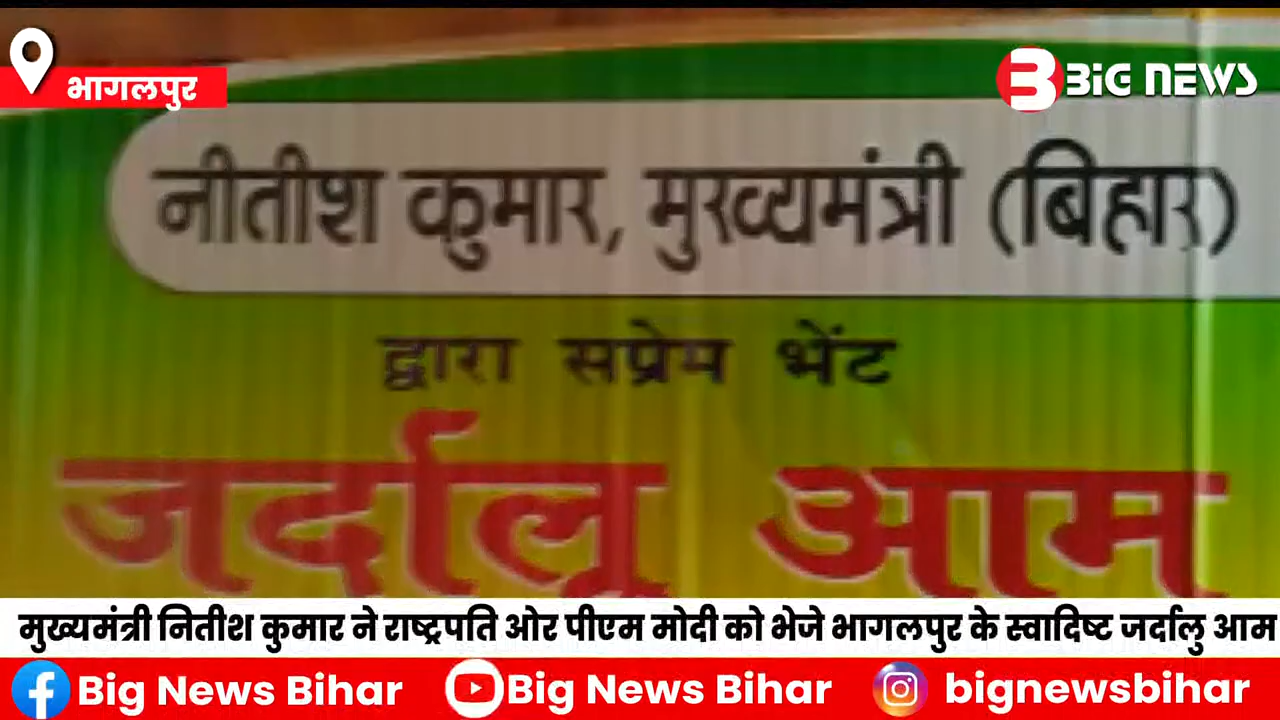 भागलपुर
BIG NEWS
नीतीश कुमार, मुख्यमंत्री (बिहार)
द्वारा सप्रेम भेंट
जर्दालू आम
मुख्यमंत्री नितीश कुमार ने राष्ट्रपति ओर पीएम मोदी को भेजे भागलपुर के स्वादिष्ट जर्दालु आम
Big News Bihar
Big News Bihar
bignewsbihar